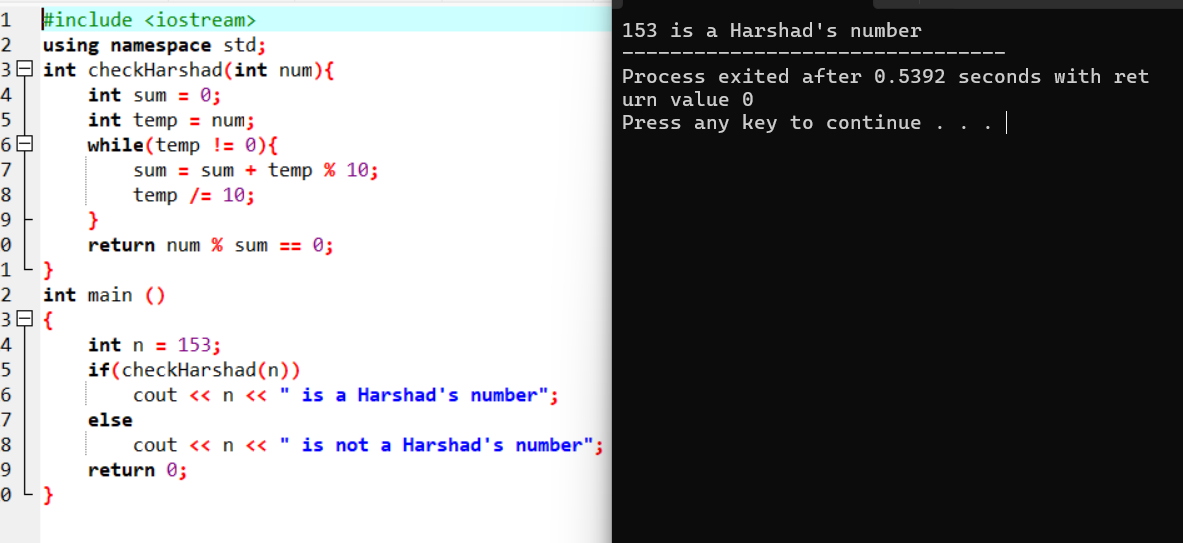 1 #include <iostream>
2 using namespace std;
3 int checkHarshad(int num){
4     int sum = 0;
5     int temp = num;
6     while(temp != 0){
7         sum = sum + temp % 10;
8         temp /= 10;
9     }
0     return num % sum == 0;
1 }
2 int main ()
3 {
4     int n = 153;
5     if(checkHarshad(n))
6         cout << n << " is a Harshad's number";
7     else
8         cout << n << " is not a Harshad's number";
9     return 0;
0 }
153 is a Harshad's number
--------------------------------
Process exited after 0.5392 seconds with ret
urn value 0
Press any key to continue . . .